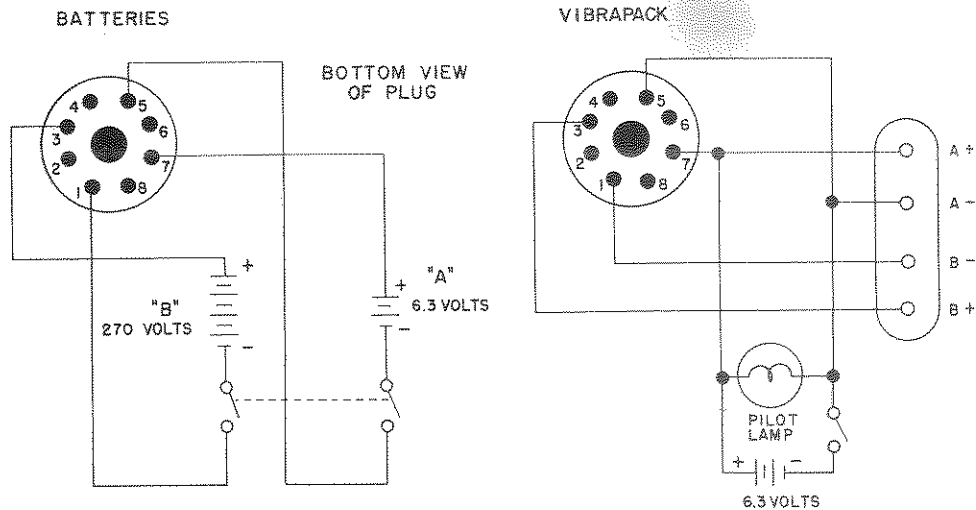 BATTERIES
BOTTOM VIEW
OF PLUG
4
5
3
6
2
7
1
8
+
"B"
270 VOLTS
-
"A"
+
6.3 VOLTS
-
VIBRAPACK
4
5
3
6
2
7
1
8
A+
A-
B-
B+
PILOT
LAMP
+
-
6.3 VOLTS